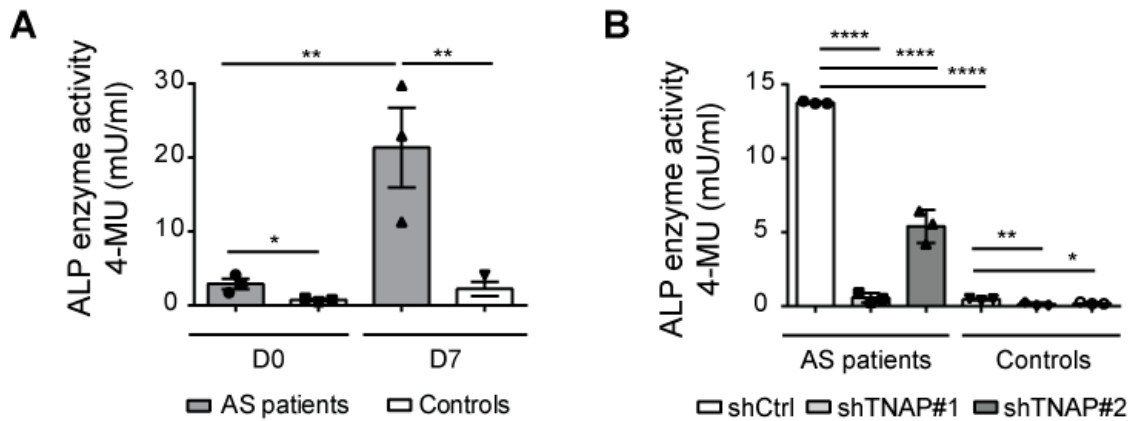 A
ALP enzyme activity
4-MU (mU/ml)
30
20
10
0
**
**
*
D0
D7
AS patients
Controls
B
ALP enzyme activity
4-MU (mU/ml)
15
10
5
0
****
****
****
**
*
AS patients
Controls
shCtrl
shTNAP#1
shTNAP#2